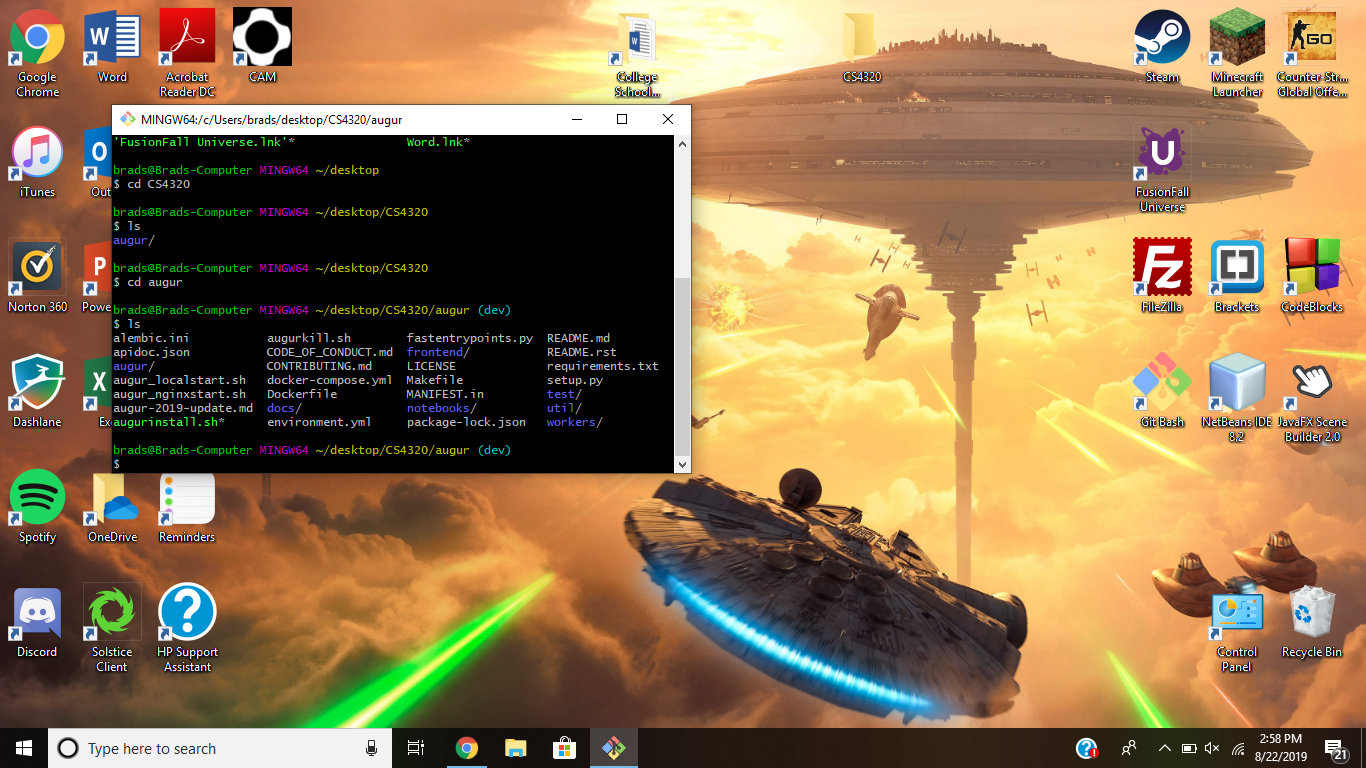 Google
Chrome
Word
Acrobat
Reader DC
CAM
College
School...
CS4320
Steam
Minecraft
Launcher
GO
Counter-Str...
Global Offe...
MINGW64:/c/Users/brads/desktop/CS4320/augur
'FusionFall Universe.lnk'* Word.lnk*
brads@Brads-Computer MINGW64 ~/desktop
$ cd CS4320
brads@Brads-Computer MINGW64 ~/desktop/CS4320
$ ls
augur/
brads@Brads-Computer MINGW64 ~/desktop/CS4320
$ cd augur
brads@Brads-Computer MINGW64 ~/desktop/CS4320/augur (dev)
$ ls
alembic.ini augurkill.sh fastentrypoints.py README.md
apidoc.json CODE_OF_CONDUCT.md frontend/ README.rst
augur/ CONTRIBUTING.md LICENSE requirements.txt
augur_localstart.sh docker-compose.yml Makefile setup.py
augur_nginxstart.sh Dockerfile MANIFEST.in test/
augur-2019-update.md docs/ notebooks/ util/
augurinstall.sh* environment.yml package-lock.json workers/
brads@Brads-Computer MINGW64 ~/desktop/CS4320/augur (dev)
$
iTunes
Out
Norton 360
Powe
Dashlane
Exc
Spotify
OneDrive
Reminders
Discord
Solstice
Client
HP Support
Assistant
U
FusionFall
Universe
Fz
FileZilla
Brackets
CodeBlocks
Git Bash
NetBeans IDE
8.2
JavaFX Scene
Builder 2.0
Control
Panel
Recycle Bin
Type here to search
2:58 PM
8/22/2019
21